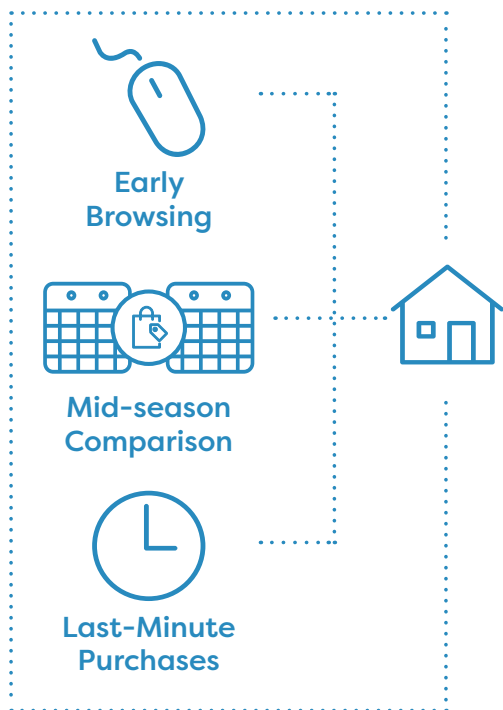 Early
Browsing
Mid-season
Comparison
Last-Minute
Purchases